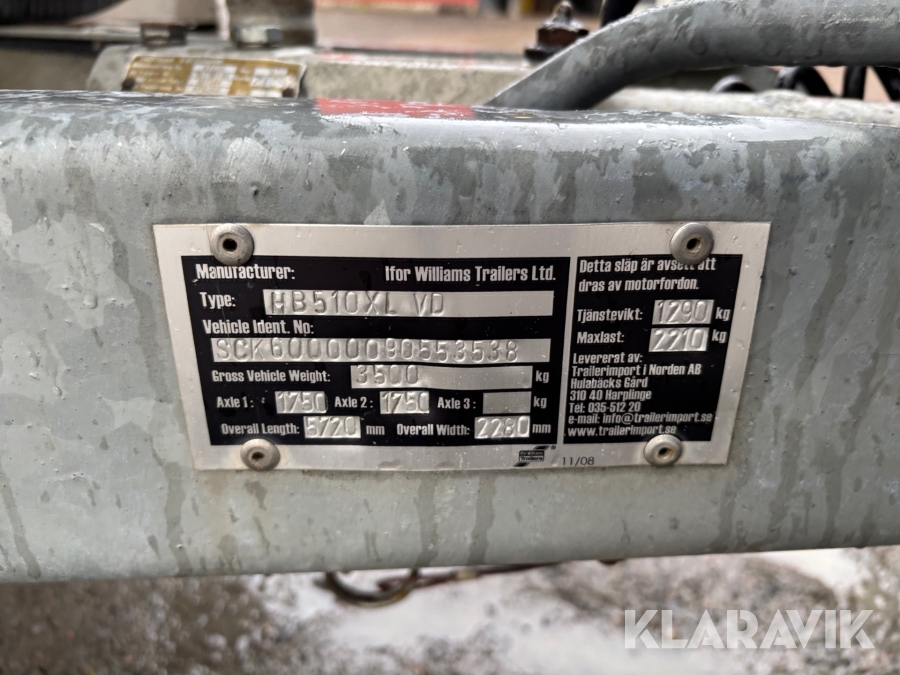 Manufacturer: Ifor Williams Trailers Ltd.
Type: HB510XL VD
Vehicle Ident. No: SCK60000090553538
Gross Vehicle Weight: 3500 kg
Axle 1: 1750 Axle 2: 1750 Axle 3: kg
Overall Length: 5720 mm Overall Width: 2280 mm
Detta släp är avsett att
dras av motorfordon.
Tjänstevikt: 1290 kg
Maxlast: 2210 kg
Levererat av:
Trailerimport i Norden AB
Hulabäcks Gård
310 40 Harplinge
Tel: 035-512 20
e-mail: info@trailerimport.se
www.trailerimport.se
11/08
KLARAVIK